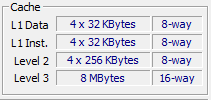 Cache
L1 Data 4 x 32 KBytes 8-way
L1 Inst. 4 x 32 KBytes 8-way
Level 2 4 x 256 KBytes 8-way
Level 3 8 MBytes 16-way